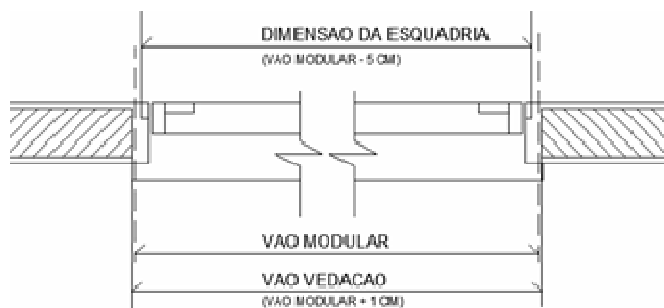 DIMENSAO DA ESQUADRIA
(VAO MODULAR - 5 CM)
VAO MODULAR
VAO VEDACAO
(VAO MODULAR + 1 CM)